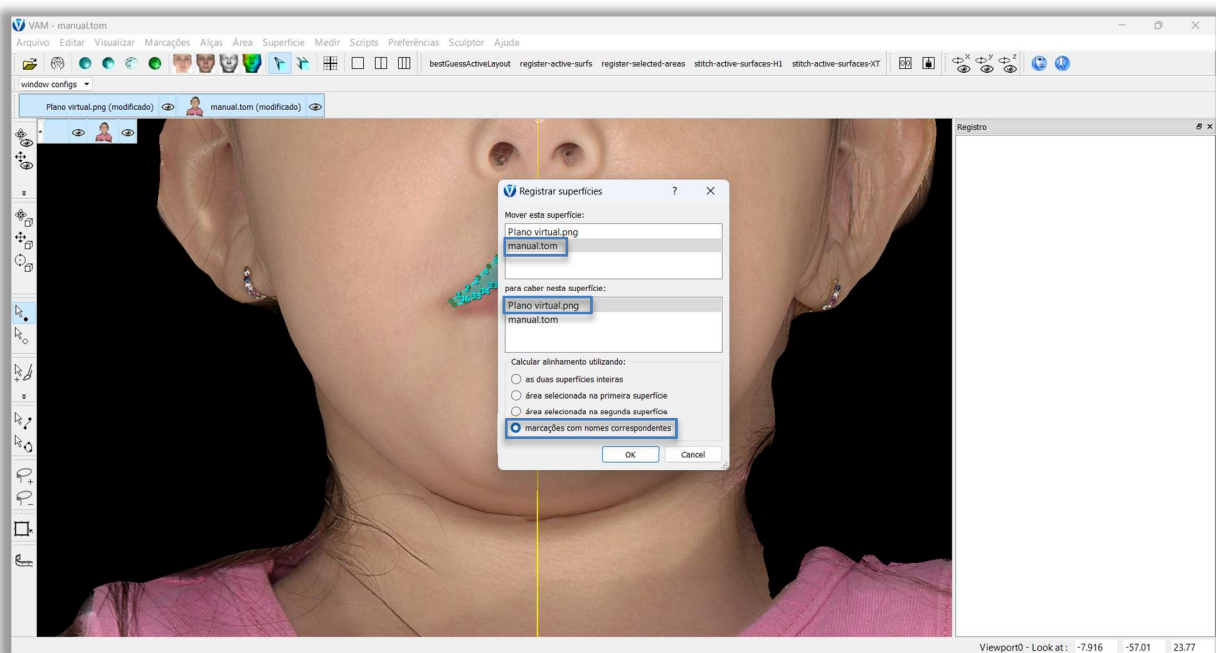 VAM - manual.tom
Arquivo Editar Visualizar Marcações Alças Área Superfície Medir Scripts Preferências Sculptor Ajuda
bestGuessActiveLayout register-active-surfs register-selected-areas stitch-active-surfaces-H1 stitch-active-surfaces-XT
window configs
Plano virtual.png (modificado) manual.tom (modificado)
Registro
Registrar superfícies ? X
Mover esta superfície:
Plano virtual.png
manual.tom
para caber nesta superfície:
Plano virtual.png
manual.tom
Calcular alinhamento utilizando:
as duas superfícies inteiras
área selecionada na primeira superfície
área selecionada na segunda superfície
marcações com nomes correspondentes
OK Cancel
Viewport0 - Look at : -7.916 -57.01 23.77